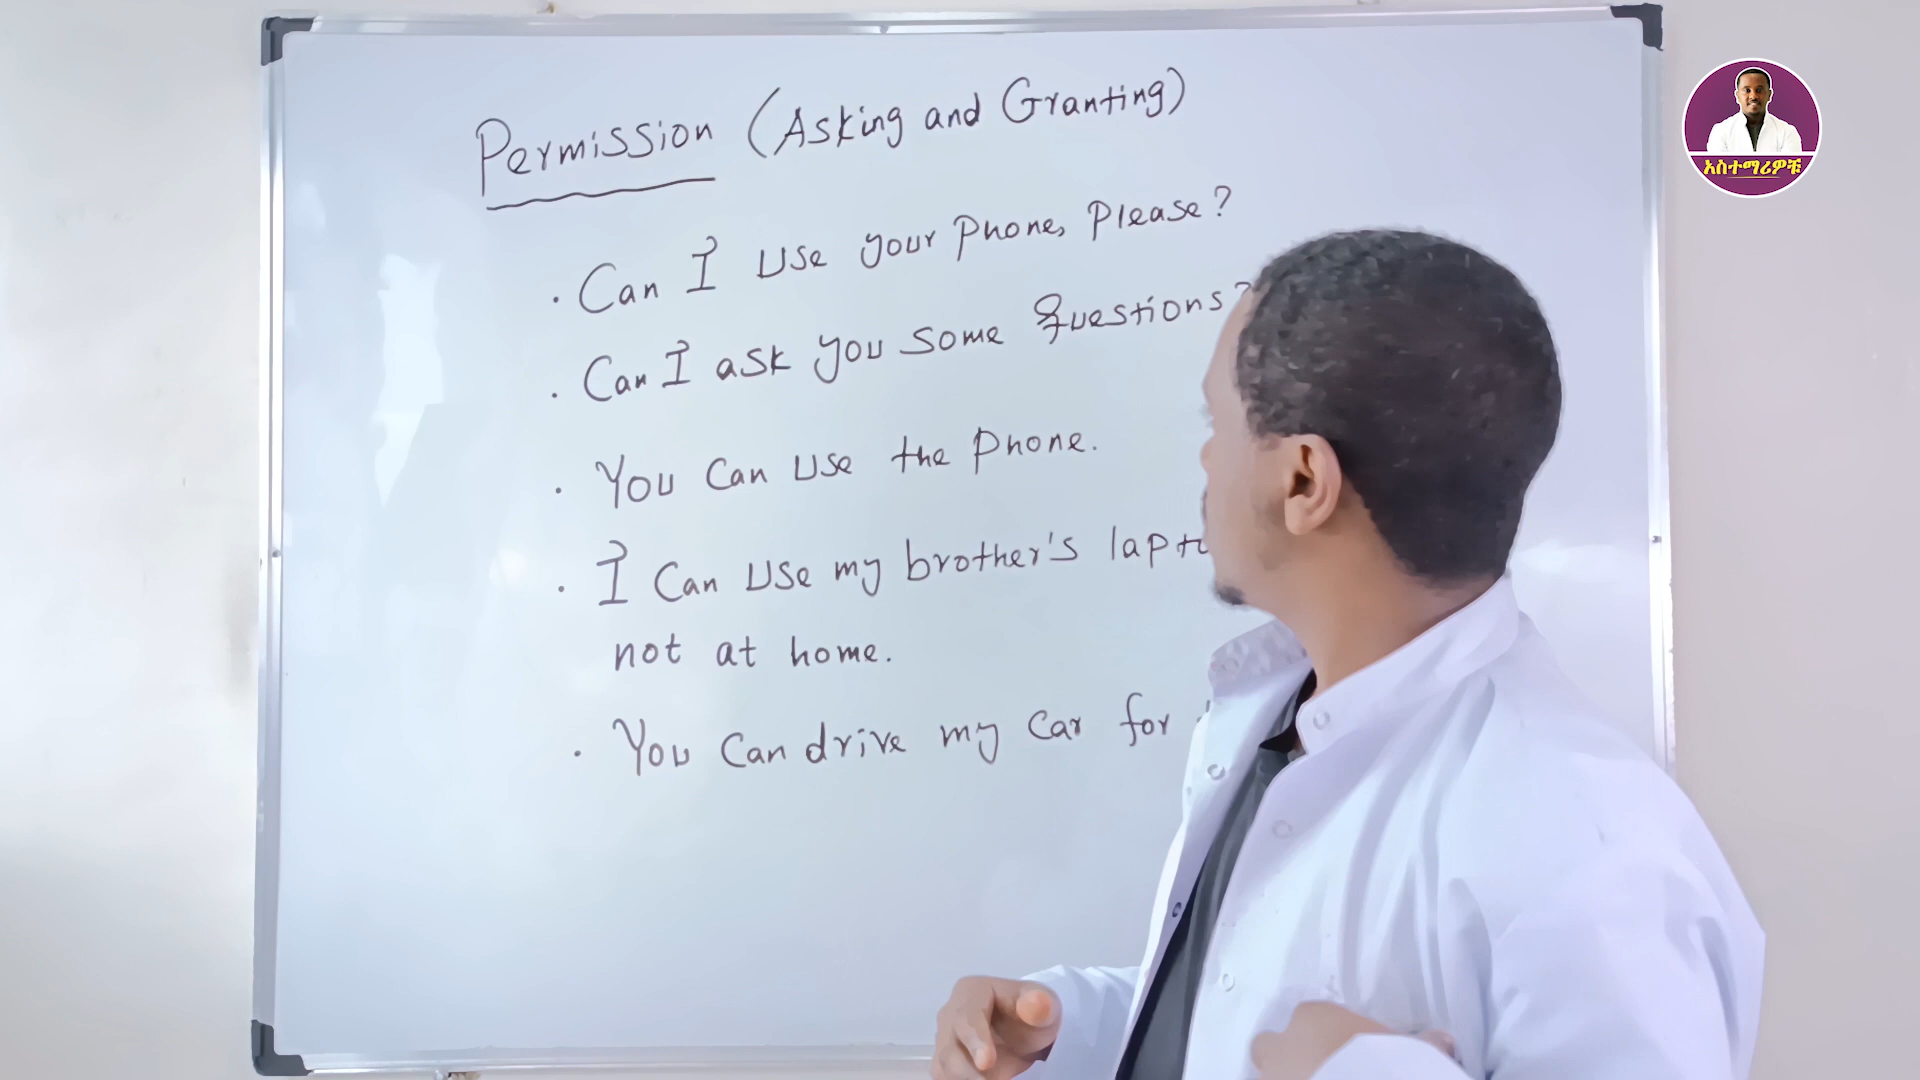 Permission (Asking and Granting)
አስተማሪዎቹ
. Can I use your phone, please?
. Can I ask you some questions?
. You can use the phone.
. I can use my brother's
not at home.
. You can drive my car for